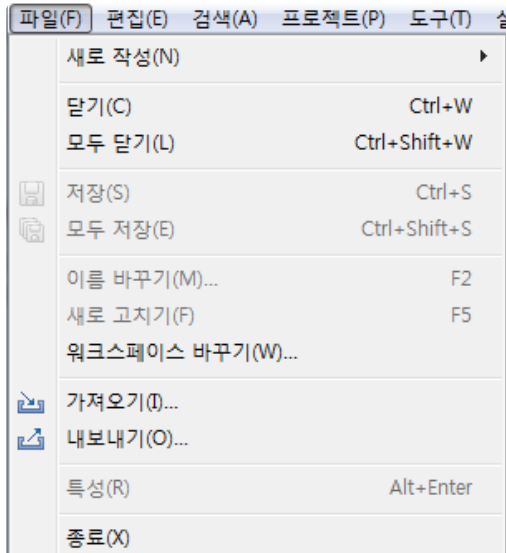 파일(F) 편집(E) 검색(A) 프로젝트(P) 도구(T)
새로 작성(N)
닫기(C) Ctrl+W
모두 닫기(L) Ctrl+Shift+W
저장(S) Ctrl+S
모두 저장(E) Ctrl+Shift+S
이름 바꾸기(M)... F2
새로 고치기(F) F5
워크스페이스 바꾸기(W)...
가져오기(I)...
내보내기(O)...
특성(R) Alt+Enter
종료(X)